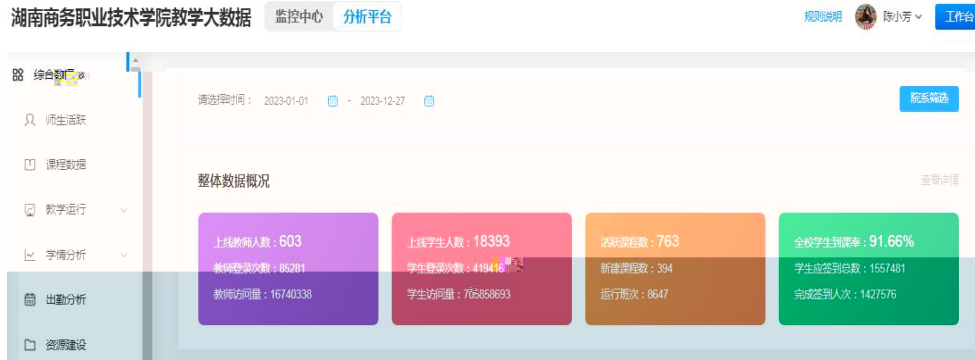 湖南商务职业技术学院教学大数据 监控中心 分析平台 规则说明 陈小芳 工作台
综合数据
师生活跃
课程数据
教学运行
学情分析
出勤分析
资源建设
请选择时间： 2023-01-01 - 2023-12-27 院系筛选
整体数据概况 查看详情
上线教师人数：603
教师登录次数：85281
教师访问量：16740338
上线学生人数：18393
学生登录次数：419416
学生访问量：705858693
活跃课程数：763
新建课程数：394
运行班次：8647
全校学生到课率：91.66%
学生应签到总数：1557481
完成签到人次：1427576